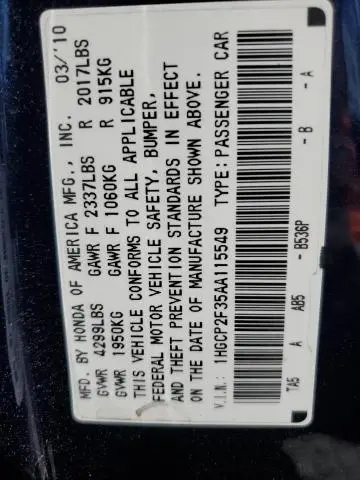 MFD. BY HONDA OF AMERICA MFG., INC. 03/'10
GVWR 4299LBS GAWR F 2337LBS R 2017LBS
GVWR 1950KG GAWR F 1060KG R 915KG
THIS VEHICLE CONFORMS TO ALL APPLICABLE
FEDERAL MOTOR VEHICLE SAFETY, BUMPER,
AND THEFT PREVENTION STANDARDS IN EFFECT
ON THE DATE OF MANUFACTURE SHOWN ABOVE.
V.I.N.: 1HGCP2F35AA115549 TYPE:PASSENGER CAR
TA5 A AB5 - B536P - B - A